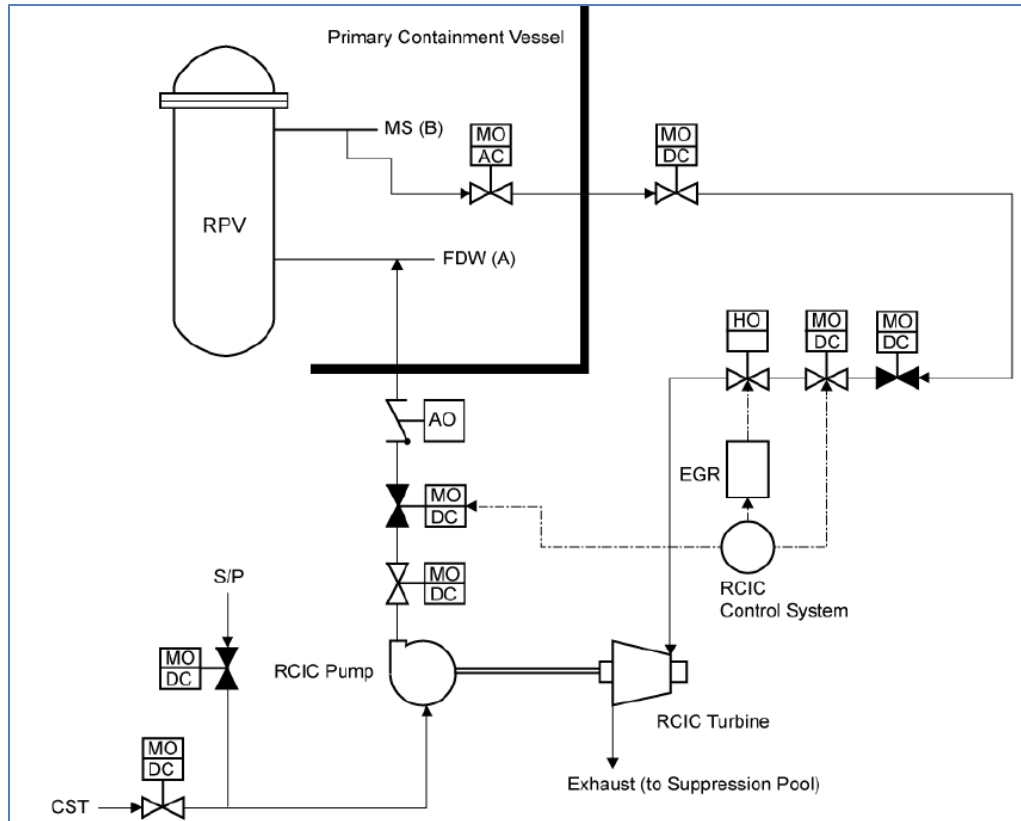 Primary Containment Vessel
MS (B)
MO
AC
MO
DC
RPV
FDW (A)
HO
MO
DC
MO
DC
AO
EGR
MO
DC
RCIC
Control System
MO
DC
S/P
MO
DC
RCIC Pump
RCIC Turbine
MO
DC
Exhaust (to Suppression Pool)
CST